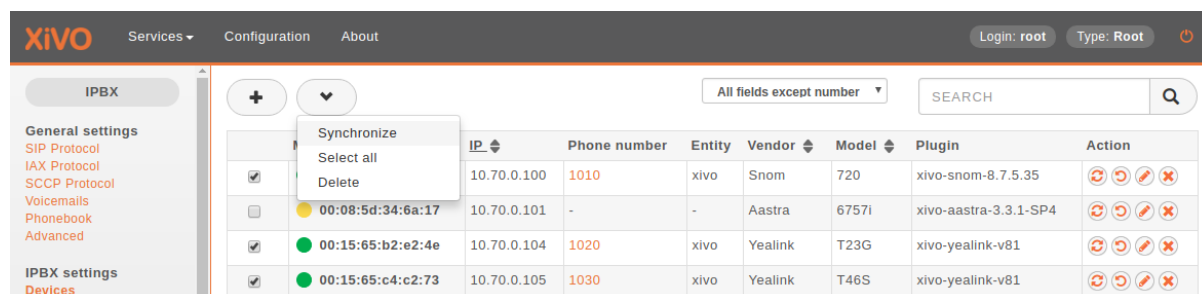 XiVO Services Configuration About Login: root Type: Root
IPBX
General settings
SIP Protocol
IAX Protocol
SCCP Protocol
Voicemails
Phonebook
Advanced
IPBX settings
Devices
All fields except number SEARCH
Synchronize
Select all
Delete
IP Phone number Entity Vendor Model Plugin Action
10.70.0.100 1010 xivo Snom 720 xivo-snom-8.7.5.35
00:08:5d:34:6a:17 10.70.0.101 - - Aastra 6757i xivo-aastra-3.3.1-SP4
00:15:65:b2:e2:4e 10.70.0.104 1020 xivo Yealink T23G xivo-yealink-v81
00:15:65:c4:c2:73 10.70.0.105 1030 xivo Yealink T46S xivo-yealink-v81